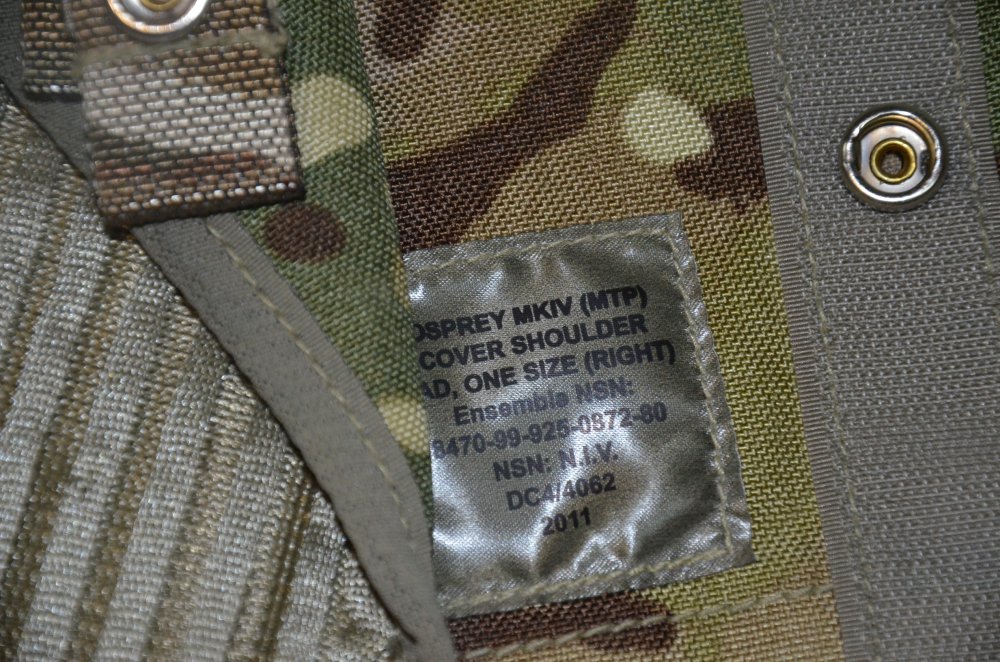 OSPREY MKIV (MTP)
COVER SHOULDER
AD, ONE SIZE (RIGHT)
Ensemble NSN:
8470-99-925-0872-80
NSN: N.I.V.
DC4/4062
2011